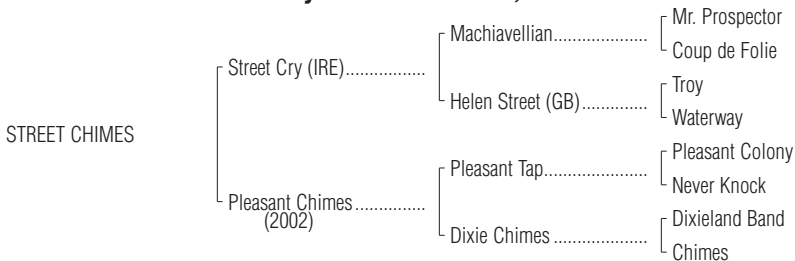 Mr. Prospector
Machiavellian.....................
Coup de Folie
Street Cry (IRE)................
Troy
Helen Street (GB)..............
Waterway
STREET CHIMES
Pleasant Colony
Pleasant Tap......................
Never Knock
Pleasant Chimes..............
(2002)
Dixieland Band
Dixie Chimes....................
Chimes